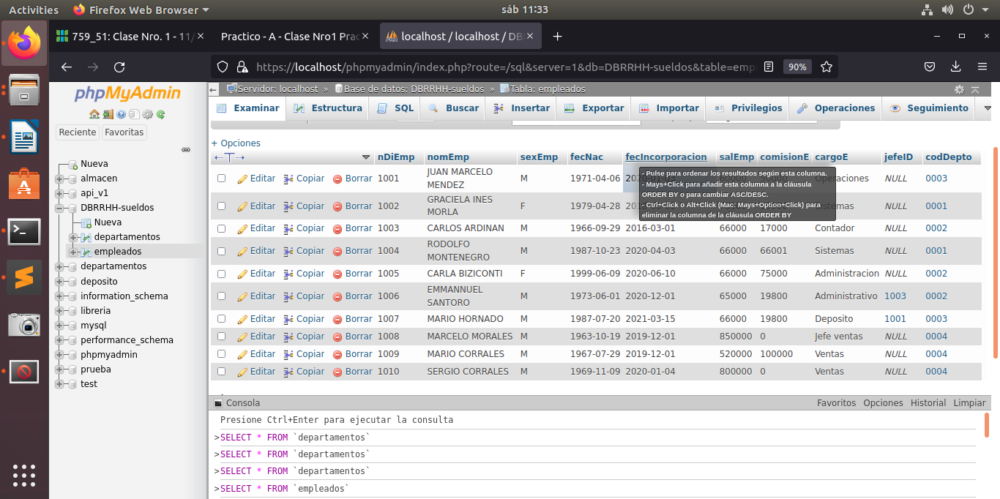 Activities Firefox Web Browser sáb 11:33
759_51: Clase Nro. 1 - 11/ Practico - A - Clase Nro1 Prac localhost / localhost / DBR
https://localhost/phpmyadmin/index.php?route=/sql&server=1&db=DBRRHH-sueldos&table=emp 90%
phpMyAdmin
Reciente Favoritas
Nueva
almacen
api_v1
DBRRHH-sueldos
Nueva
departamentos
empleados
departamentos
deposito
information_schema
libreria
mysql
performance_schema
phpmyadmin
prueba
test
Servidor: localhost » Base de datos: DBRRHH-sueldos » Tabla: empleados
Examinar Estructura SQL Buscar Insertar Exportar Importar Privilegios Operaciones Seguimiento
+ Opciones
nDiEmp nomEmp sexEmp fecNac fecIncorporacion salEmp comisionE cargoE jefeID codDepto
Editar Copiar Borrar 1001 JUAN MARCELO MENDEZ M 1971-04-06 2020-01-03 60000 Operaciones NULL 0003
- Pulse para ordenar los resultados según esta columna.
- Mays+Click para añadir esta columna a la cláusula
ORDER BY o para cambiar ASC/DESC.
- Ctrl+Click o Alt+Click (Mac: Mays+Option+Click) para
eliminar la columna de la cláusula ORDER BY
Editar Copiar Borrar 1002 GRACIELA INES MORLA F 1979-04-28 NULL 0001
Editar Copiar Borrar 1003 CARLOS ARDINAN M 1966-09-29 2016-03-01 66000 17000 Contador NULL 0002
Editar Copiar Borrar 1004 RODOLFO MONTENEGRO M 1987-10-23 2020-04-03 66000 66001 Sistemas NULL 0001
Editar Copiar Borrar 1005 CARLA BIZICONTI F 1999-06-09 2020-06-10 66000 75000 Administracion NULL 0002
Editar Copiar Borrar 1006 EMMANNUEL SANTORO M 1973-06-01 2020-12-01 65000 19800 Administrativo 1003 0002
Editar Copiar Borrar 1007 MARIO HORNADO M 1987-07-20 2021-03-15 66000 19800 Deposito 1001 0003
Editar Copiar Borrar 1008 MARCELO MORALES M 1963-10-19 2019-12-01 850000 0 Jefe ventas NULL 0004
Editar Copiar Borrar 1009 MARIO CORRALES M 1967-07-29 2019-12-01 520000 100000 Ventas NULL 0004
Editar Copiar Borrar 1010 SERGIO CORRALES M 1969-11-09 2020-01-04 800000 0 Ventas NULL 0004
Consola Favoritos Opciones Historial Limpiar
Presione Ctrl+Enter para ejecutar la consulta
>SELECT * FROM `departamentos`
>SELECT * FROM `departamentos`
>SELECT * FROM `departamentos`
>SELECT * FROM `empleados`